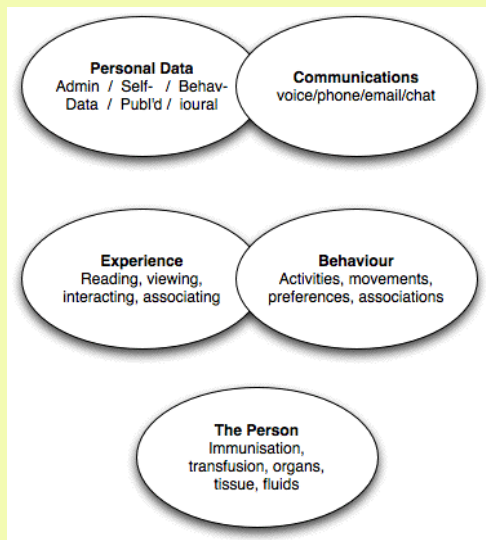 Personal Data
Admin / Self- / Behav-
Data / Publ'd / ioural
Communications
voice/phone/email/chat
Experience
Reading, viewing,
interacting, associating
Behaviour
Activities, movements,
preferences, associations
The Person
Immunisation,
transfusion, organs,
tissue, fluids